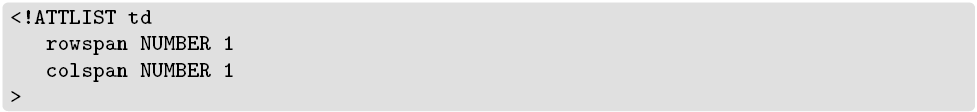 <!ATTLIST td
   rowspan NUMBER 1
   colspan NUMBER 1
>